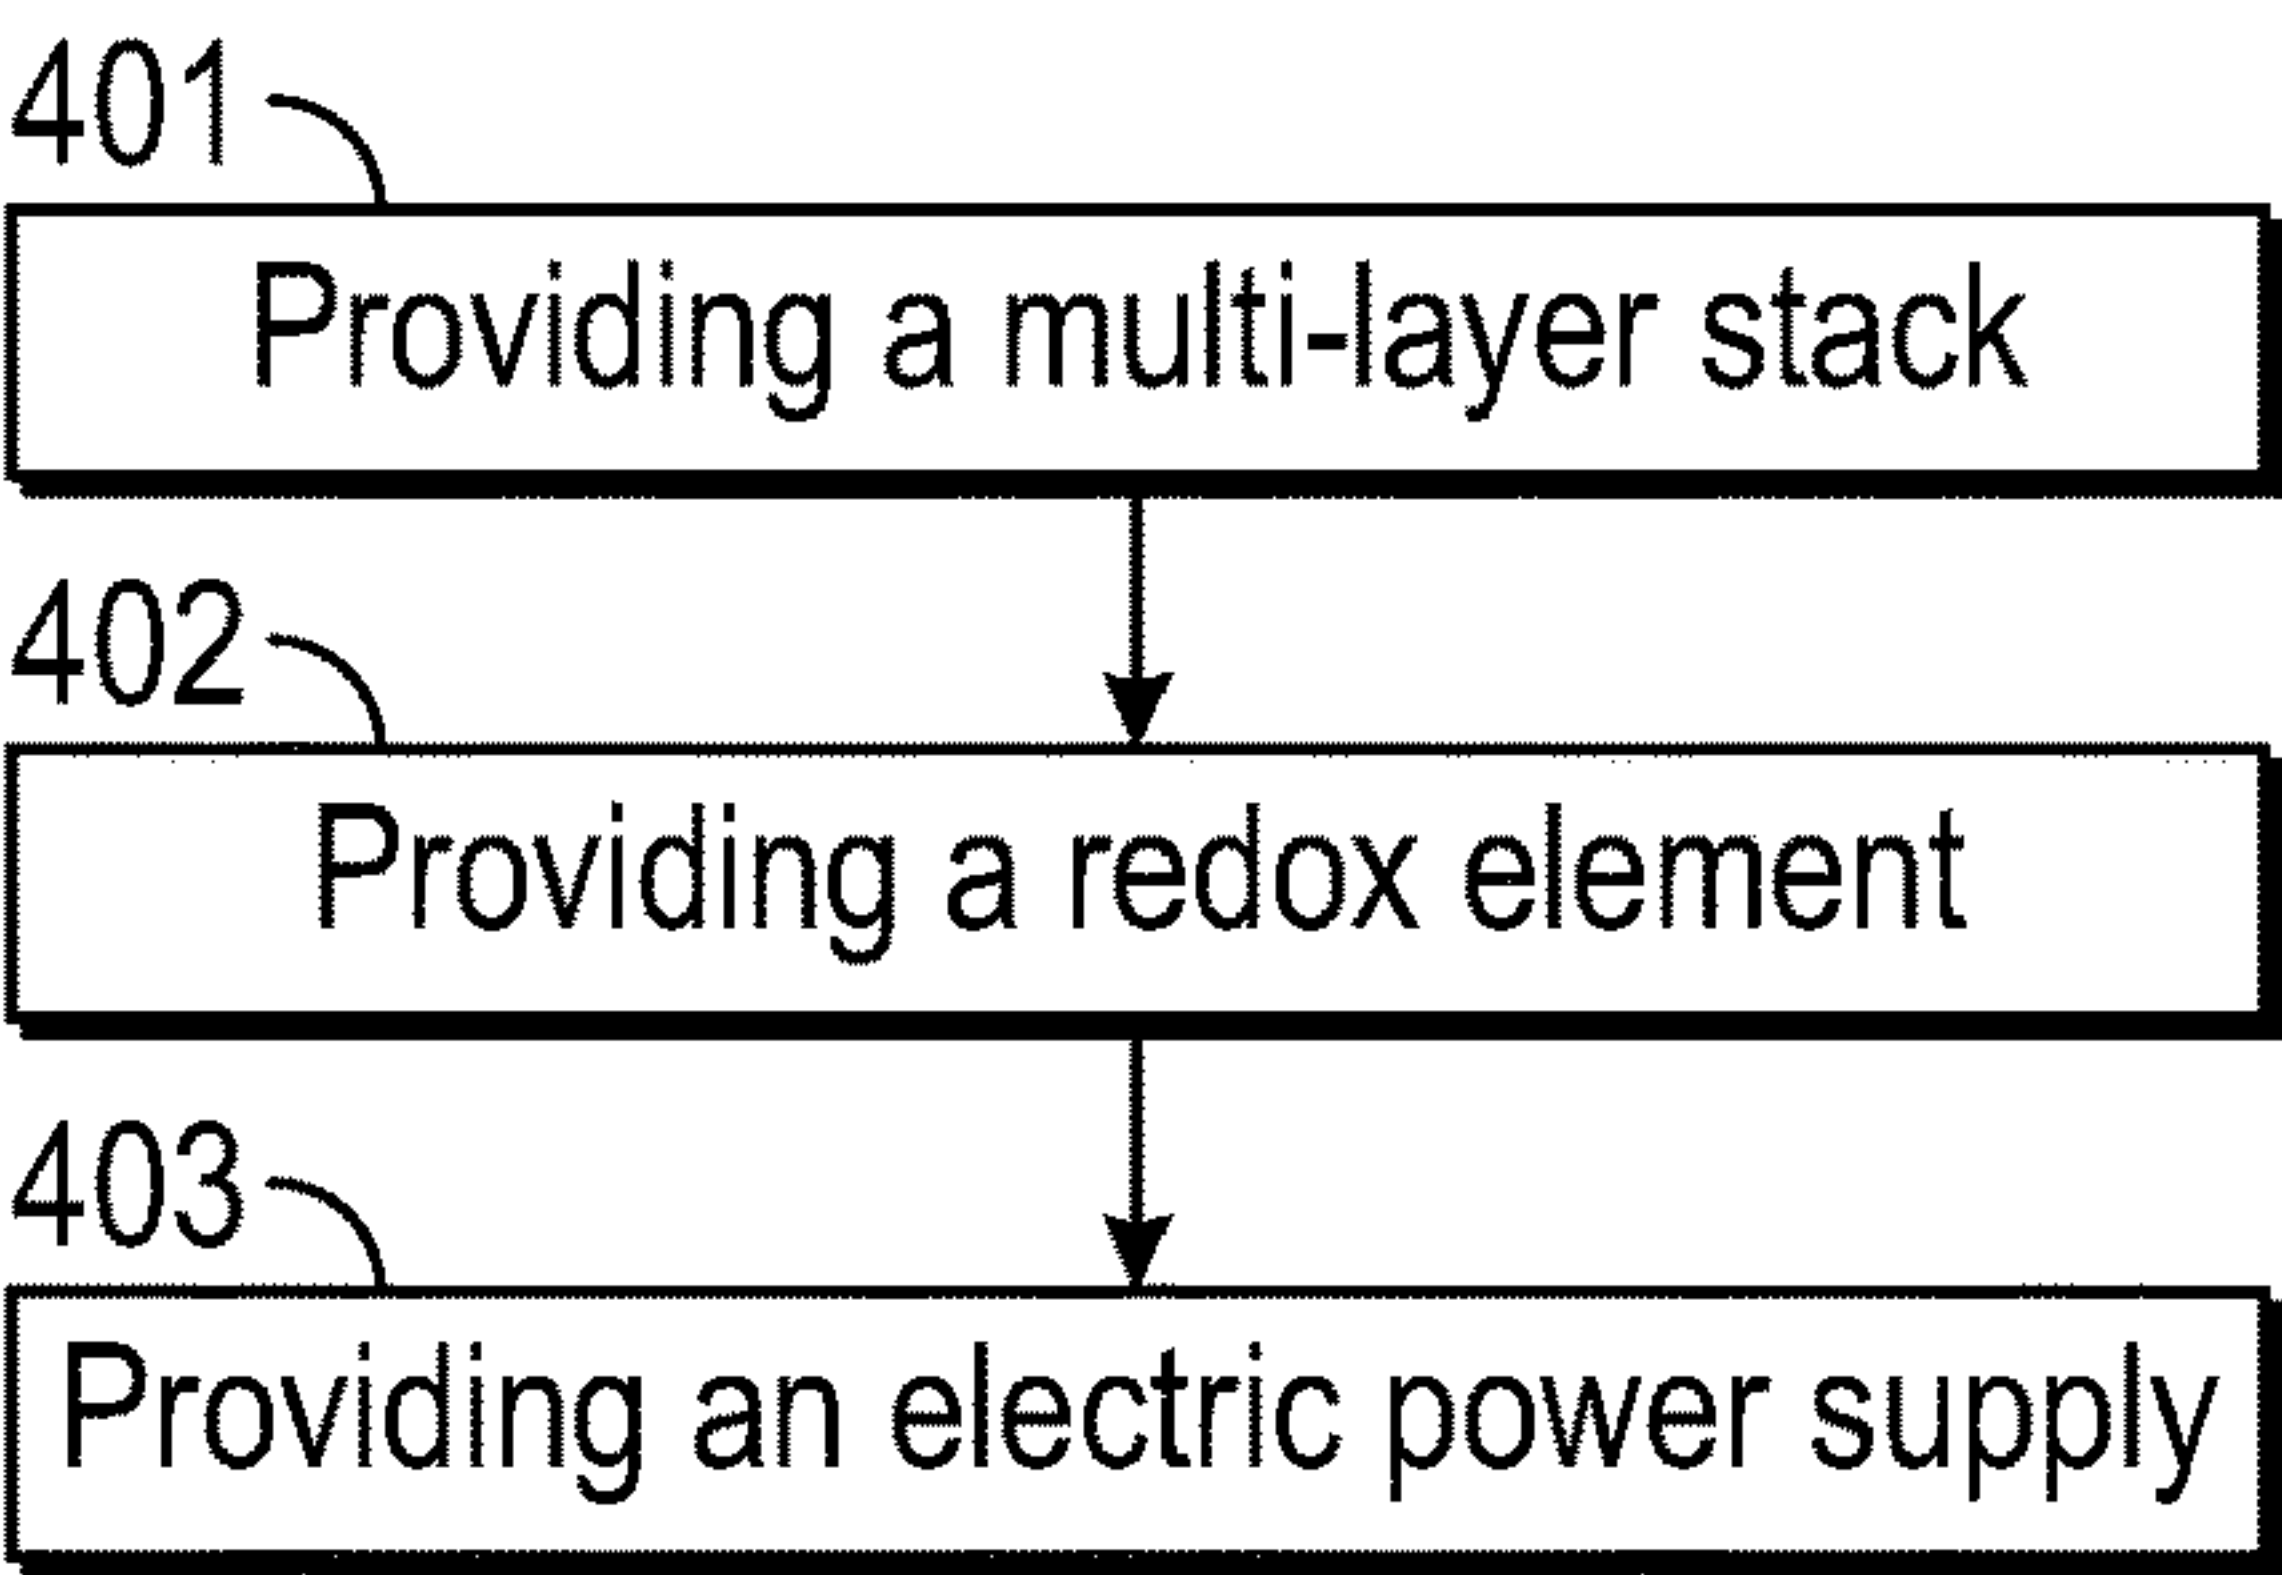 401
Providing a multi-layer stack
402
Providing a redox element
403
Providing an electric power supply